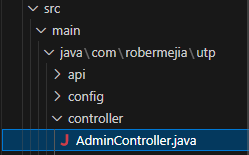 src
main
java\com\robermejia\utp
api
config
controller
AdminController.java